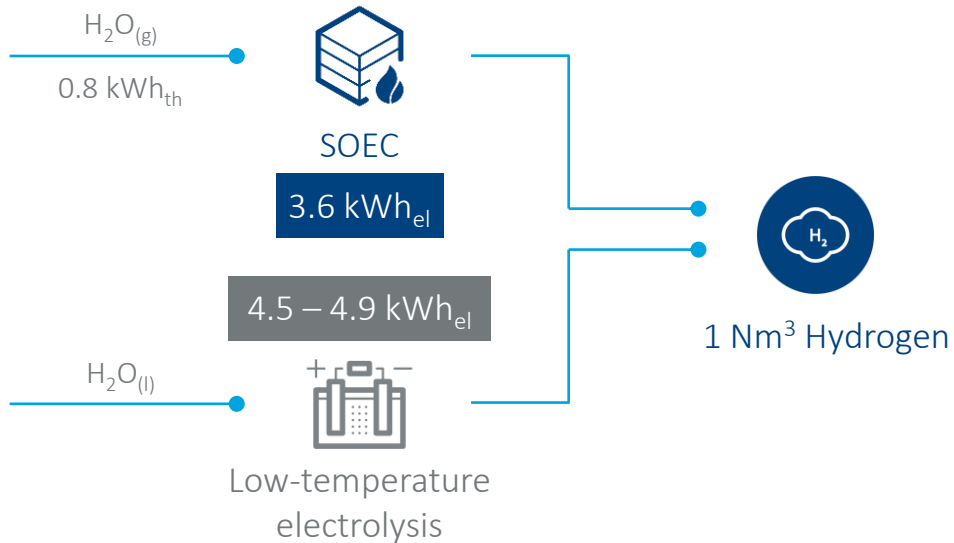 H₂O₍g₎
0.8 kWhₜₕ
SOEC
3.6 kWhₑₗ
H₂
4.5 – 4.9 kWhₑₗ
1 Nm³ Hydrogen
H₂O₍l₎
+ −
Low-temperature
electrolysis